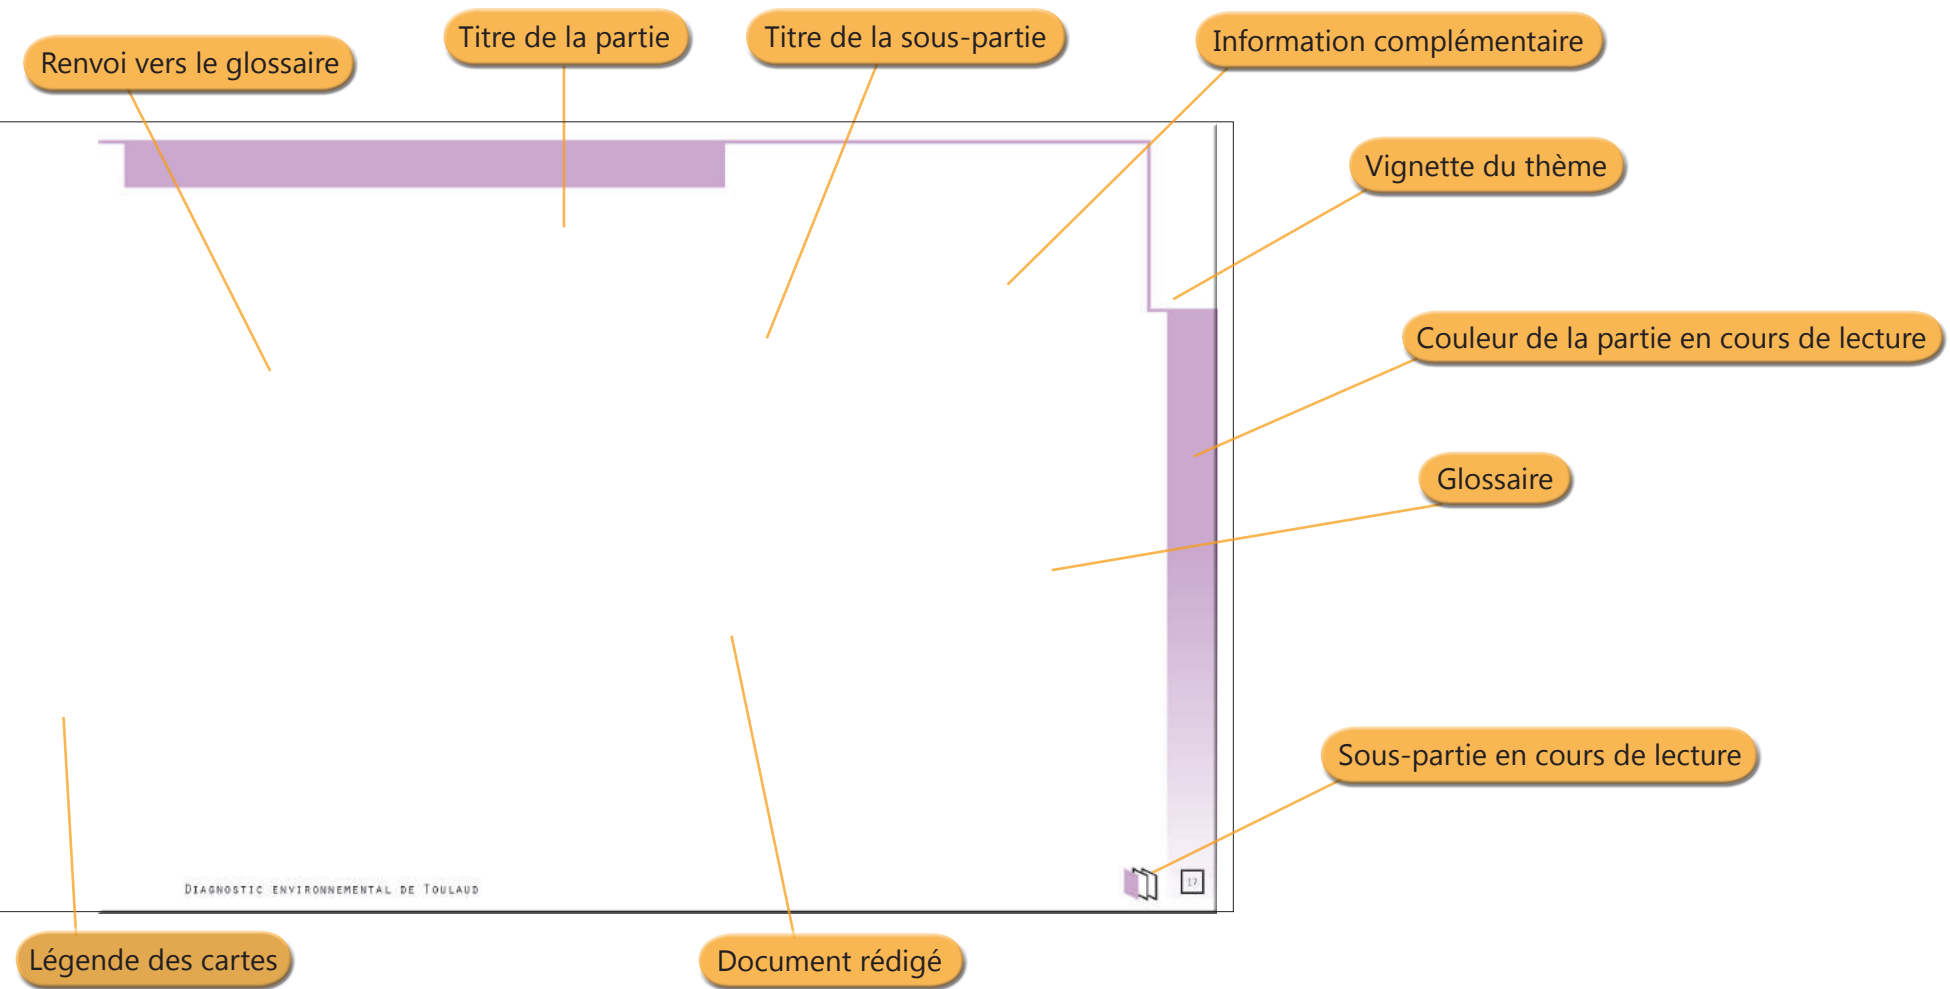 Titre de la partie
Titre de la sous-partie
Information complémentaire
Renvoi vers le glossaire
Vignette du thème
Couleur de la partie en cours de lecture
Glossaire
Sous-partie en cours de lecture
17
Diagnostic environnemental de Toulaud
Légende des cartes
Document rédigé